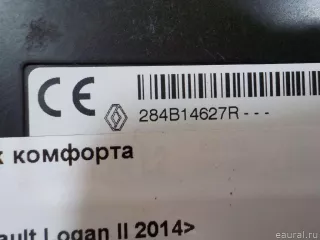 CE
284B14627R---
к комфорта
ault Logan II 2014>
eaural.ru